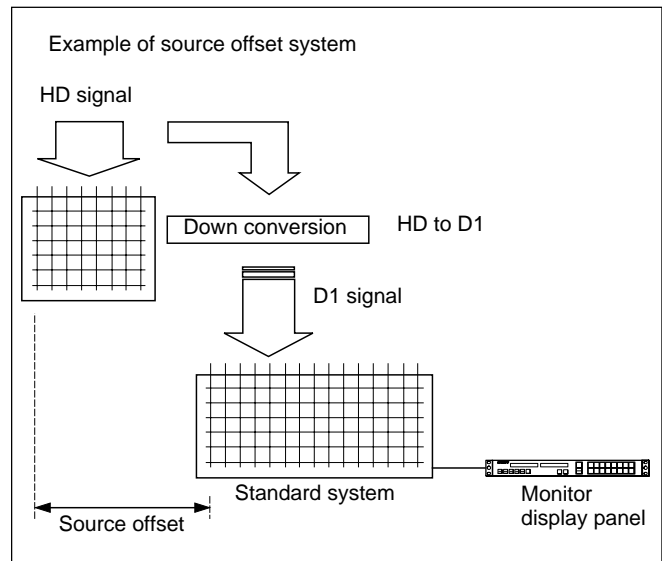 Example of source offset system
HD signal
Down conversion
HD to D1
D1 signal
Standard system
Monitor
display panel
Source offset